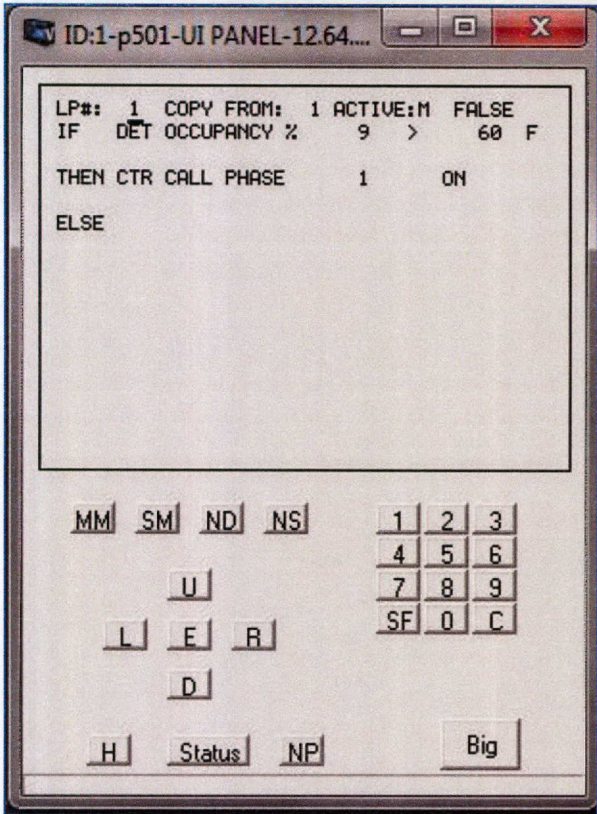 ID:1-p501-UI PANEL-12.64....
LP#: 1 COPY FROM: 1 ACTIVE:M FALSE
IF DET OCCUPANCY % 9 > 60 F
THEN CTR CALL PHASE 1 ON
ELSE
MM SM ND NS
1 2 3
4 5 6
U
7 8 9
L E R
SF 0 C
D
H Status NP
Big